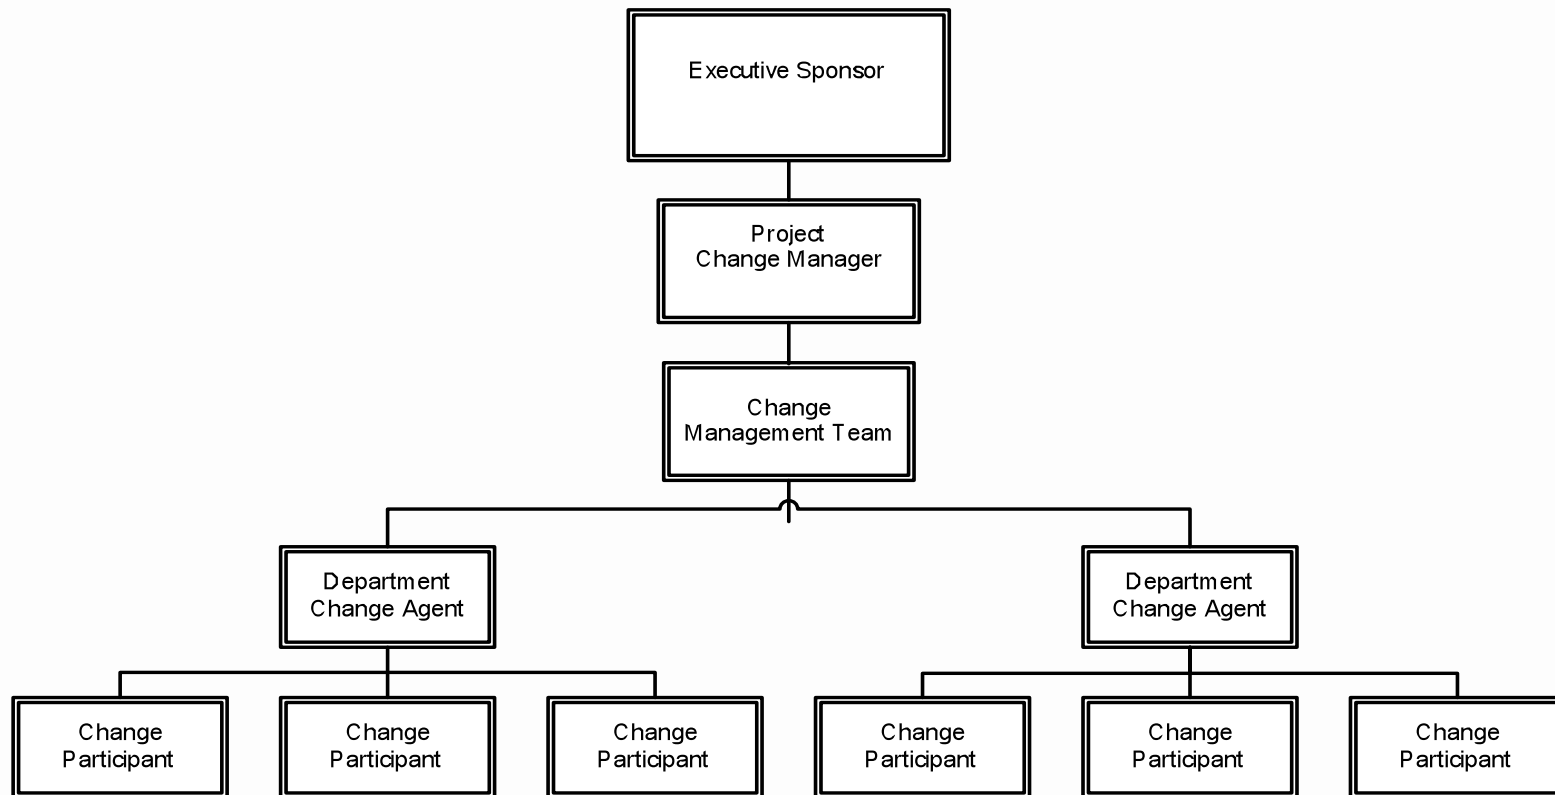 Executive Sponsor
Project
Change Manager
Change
Management Team
Department
Change Agent
Department
Change Agent
Change
Participant
Change
Participant
Change
Participant
Change
Participant
Change
Participant
Change
Participant